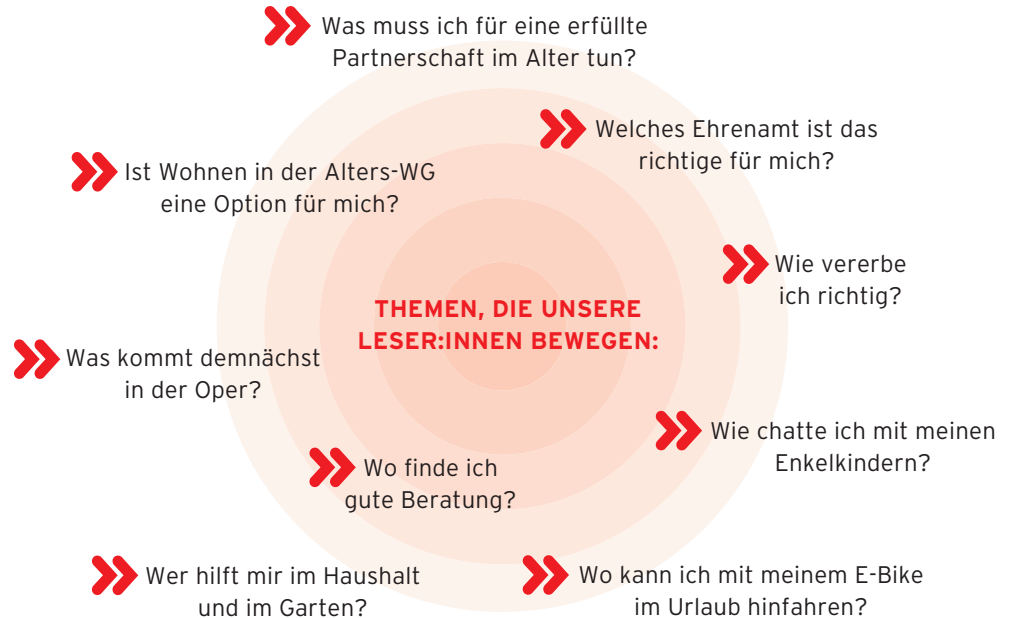 Was muss ich für eine erfüllte
Partnerschaft im Alter tun?
Welches Ehrenamt ist das
richtige für mich?
Ist Wohnen in der Alters-WG
eine Option für mich?
Wie vererbe
ich richtig?
THEMEN, DIE UNSERE
LESER:INNEN BEWEGEN:
Was kommt demnächst
in der Oper?
Wie chatte ich mit meinen
Enkelkindern?
Wo finde ich
gute Beratung?
Wer hilft mir im Haushalt
und im Garten?
Wo kann ich mit meinem E-Bike
im Urlaub hinfahren?